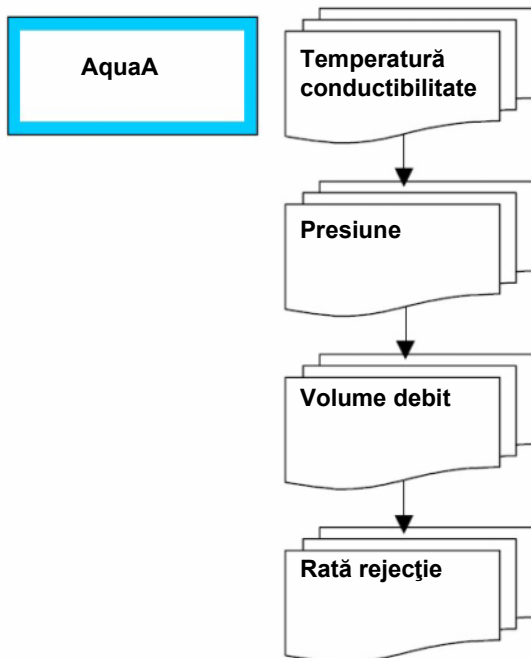 AquaA
Temperatură
conductibilitate
Presiune
Volume debit
Rată rejecţie